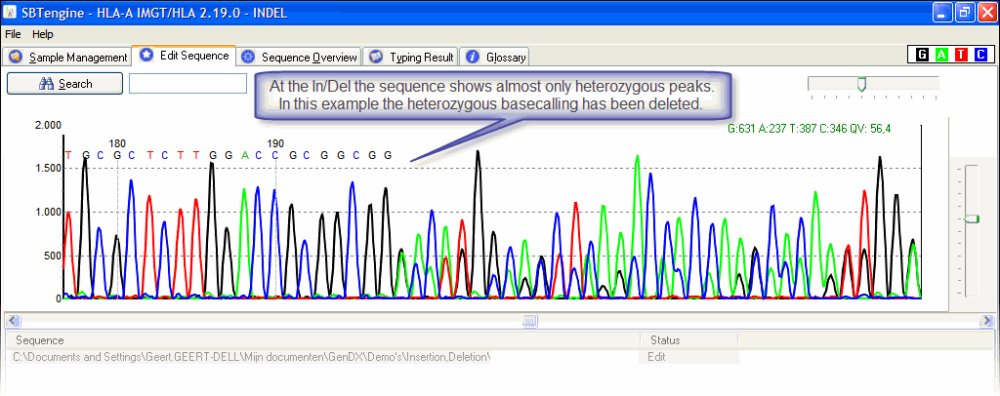 SBTengine - HLA-A IMGT/HLA 2.19.0 - INDEL
File Help
Sample Management Edit Sequence Sequence Overview Typing Result Glossary G A T C
Search
At the In/Del the sequence shows almost only heterozygous peaks.
In this example the heterozygous basecalling has been deleted.
2.000 G:631 A:237 T:387 C:346 QV: 56,4
180 190
T G C G C T C T T G G A C C G C G G C G G
1.500
1.000
500
0
Sequence Status
C:\Documents and Settings\Geert.GEERT-DELL\Mijn documenten\GenDX\Demo's\Insertion,Deletion\ Edit